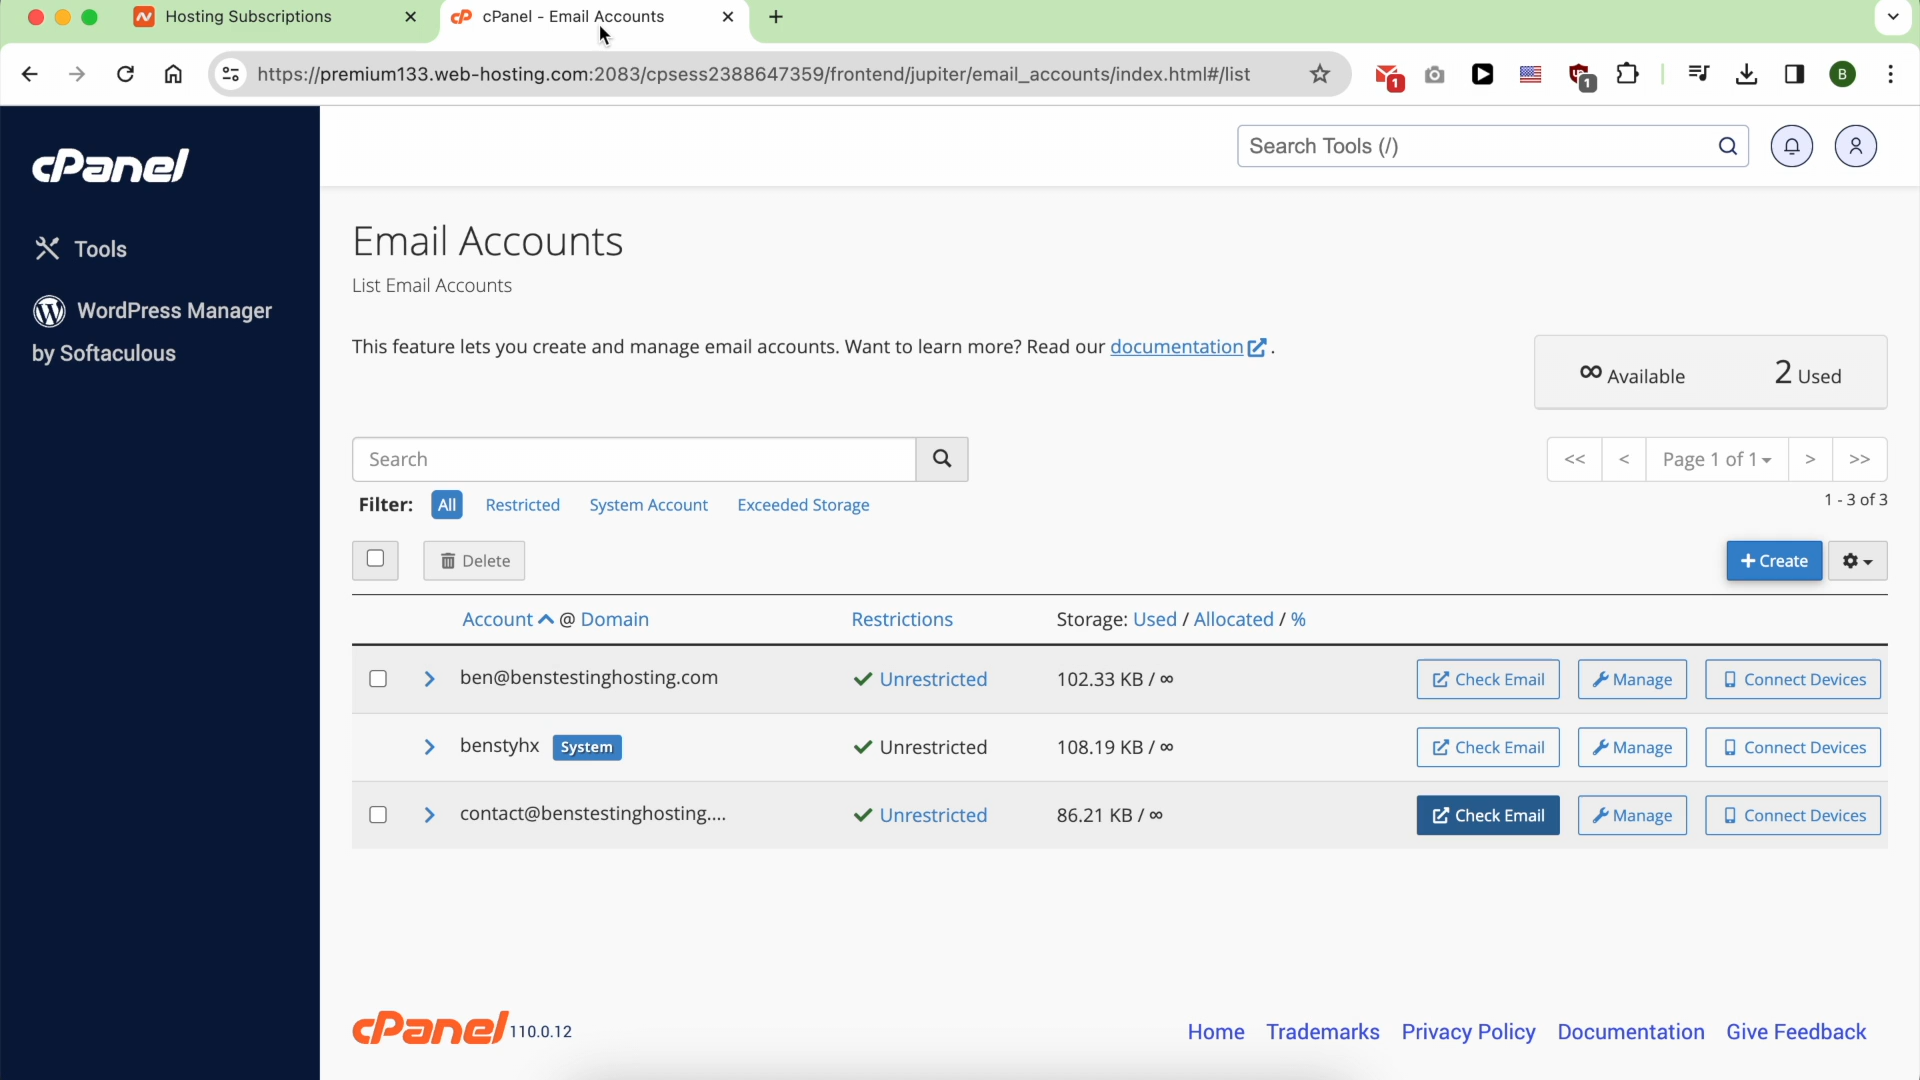 Hosting Subscriptions
cPanel - Email Accounts
https://premium133.web-hosting.com:2083/cpsess2388647359/frontend/jupiter/email_accounts/index.html#/list
1
1
B
cPanel
Tools
WordPress Manager
by Softaculous
Search Tools (/)
Email Accounts
List Email Accounts
This feature lets you create and manage email accounts. Want to learn more? Read our documentation .
∞ Available 2 Used
Search
<< < Page 1 of 1 > >>
Filter: All Restricted System Account Exceeded Storage
1 - 3 of 3
Delete
+ Create
Account @ Domain Restrictions Storage: Used / Allocated / %
ben@benstestinghosting.com Unrestricted 102.33 KB / ∞ Check Email Manage Connect Devices
benstyhx System Unrestricted 108.19 KB / ∞ Check Email Manage Connect Devices
contact@benstestinghosting.... Unrestricted 86.21 KB / ∞ Check Email Manage Connect Devices
cPanel 110.0.12
Home Trademarks Privacy Policy Documentation Give Feedback